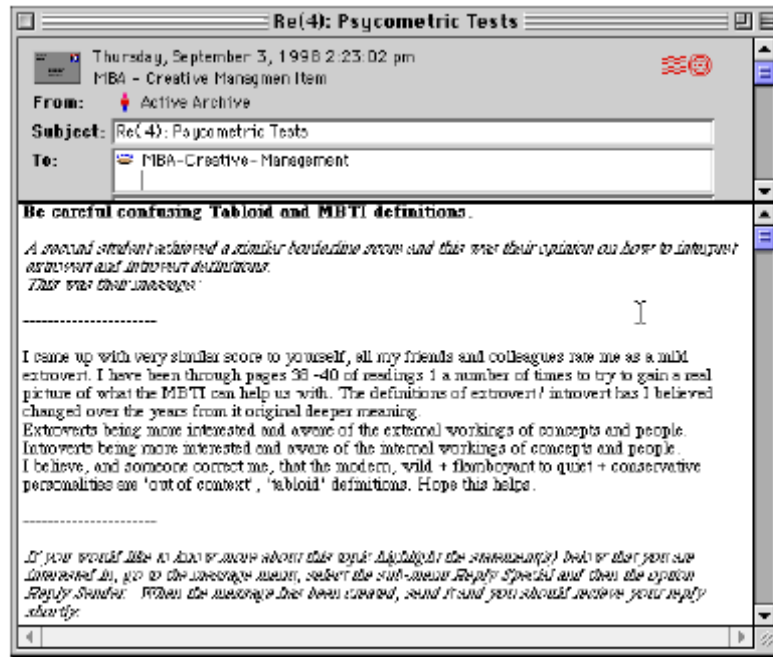 Re(4): Psycometric Tests
Thursday, September 3, 1998 2:23:02 pm
MBA - Creative Managmen Item
From: Active Archive
Subject: Re(4): Psycometric Tests
To: MBA-Creative-Management
Be careful confusing Tabloid and MBTI definitions.
A second student achieved a similar borderline score and this was their opinion on how to interpret
extrovert and introvert definitions.
This was their message:
----------------------
I came up with very similar score to yourself, all my friends and colleagues rate me as a mild
extrovert. I have been through pages 38 -40 of readings 1 a number of times to try to gain a real
picture of what the MBTI can help us with. The definitions of extrovert / introvert has I believed
changed over the years from it original deeper meaning.
Extroverts being more interested and aware of the external workings of concepts and people.
Introverts being more interested and aware of the internal workings of concepts and people.
I believe, and someone correct me, that the modern, wild + flamboyant to quiet + conservative
personalities are 'out of context', 'tabloid' definitions. Hope this helps.
----------------------
If you would like to know more about this topic highlight the statement(s) below that you are
interested in, go to the message menu, select the sub-menu Reply Special and then the option
Reply Sender. When the message has been created, send it and you should recieve your reply
shortly.